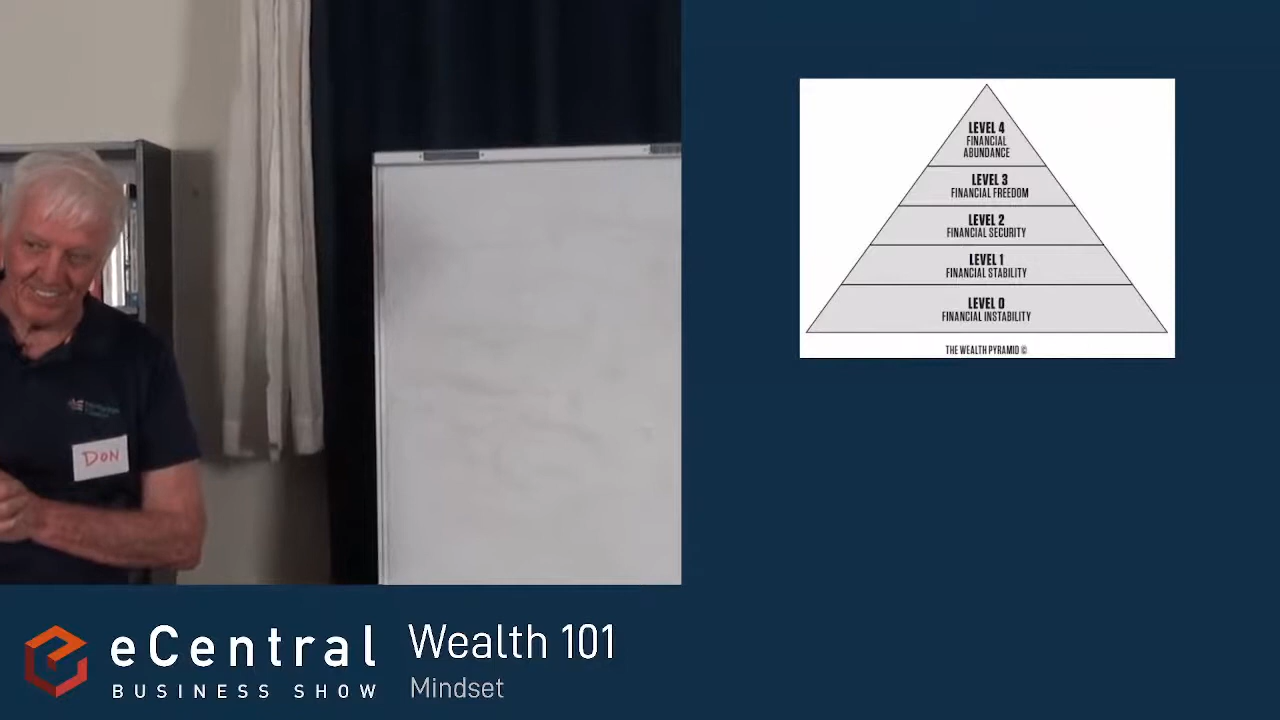 DON
LEVEL 4
FINANCIAL
ABUNDANCE
LEVEL 3
FINANCIAL FREEDOM
LEVEL 2
FINANCIAL SECURITY
LEVEL 1
FINANCIAL STABILITY
LEVEL 0
FINANCIAL INSTABILITY
THE WEALTH PYRAMID ©
eCentral
BUSINESS SHOW
Wealth 101
Mindset